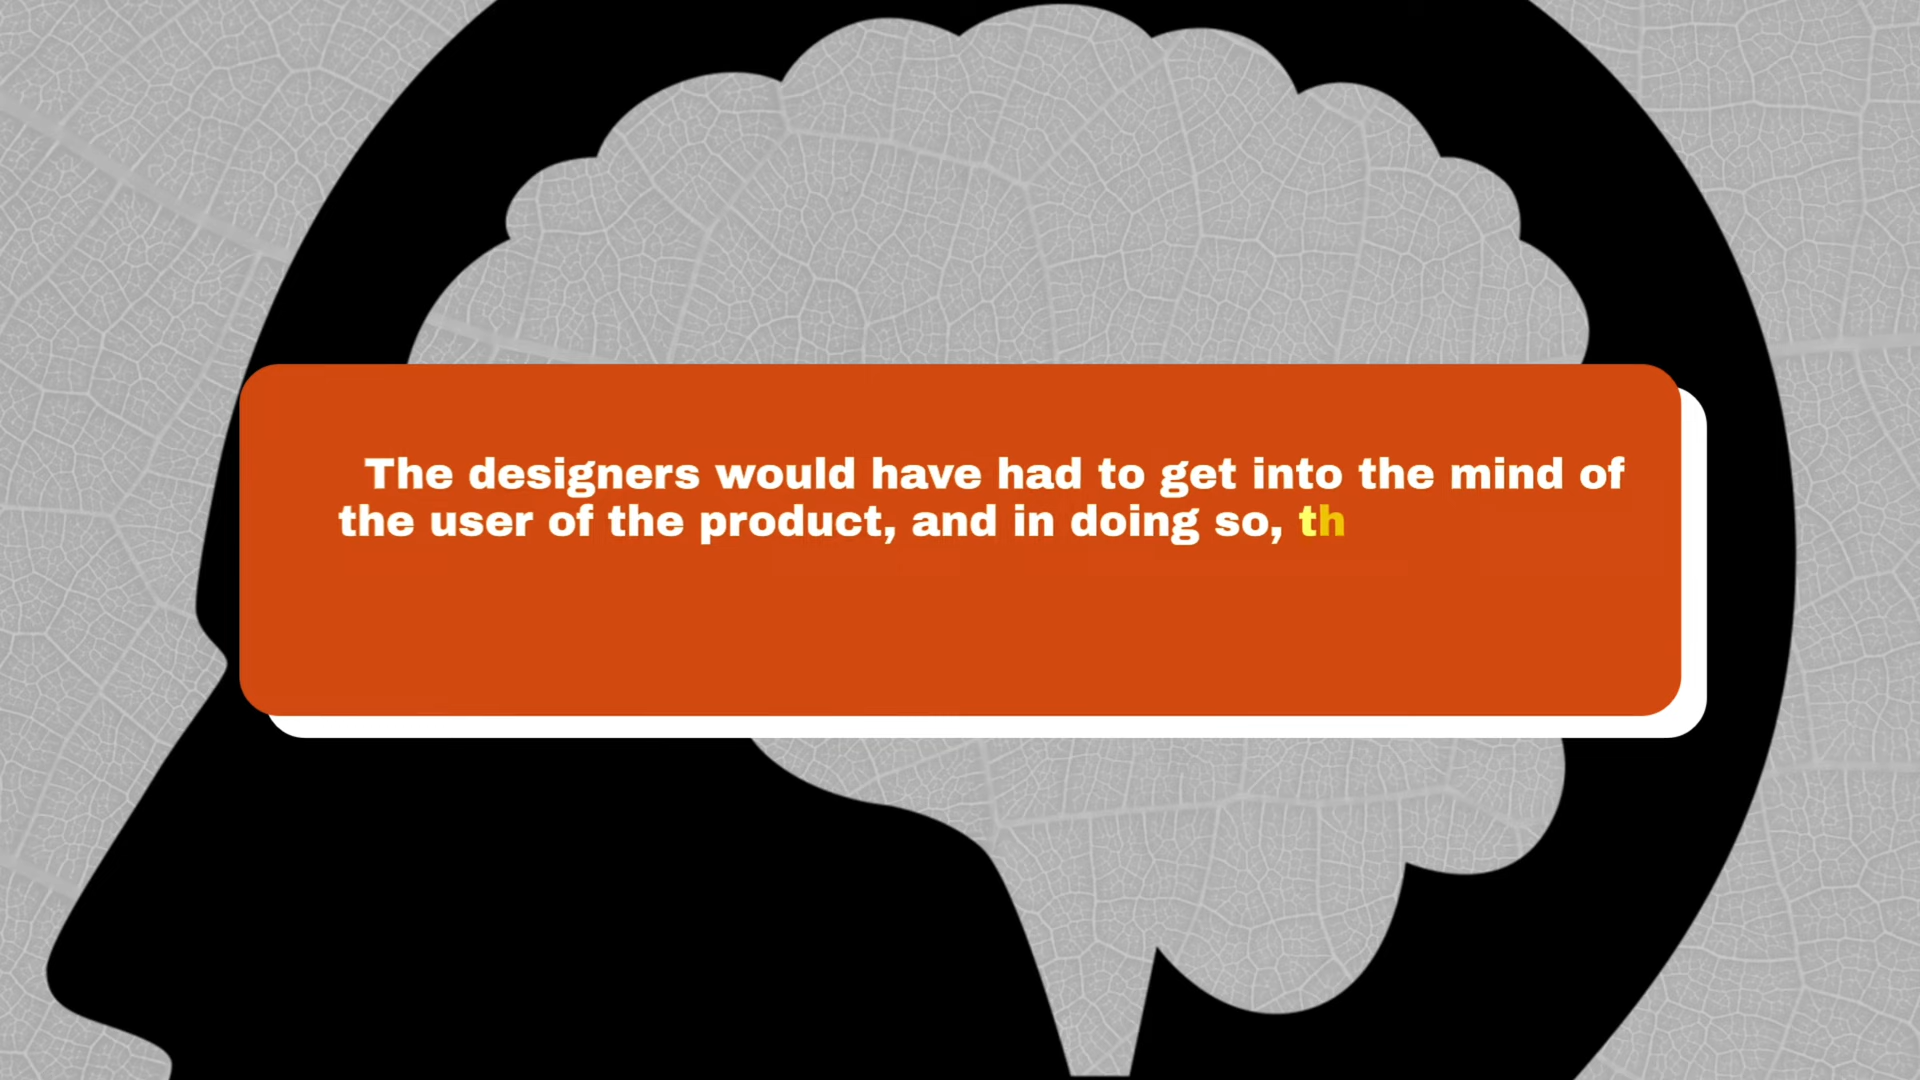 The designers would have had to get into the mind of
the user of the product, and in doing so, th